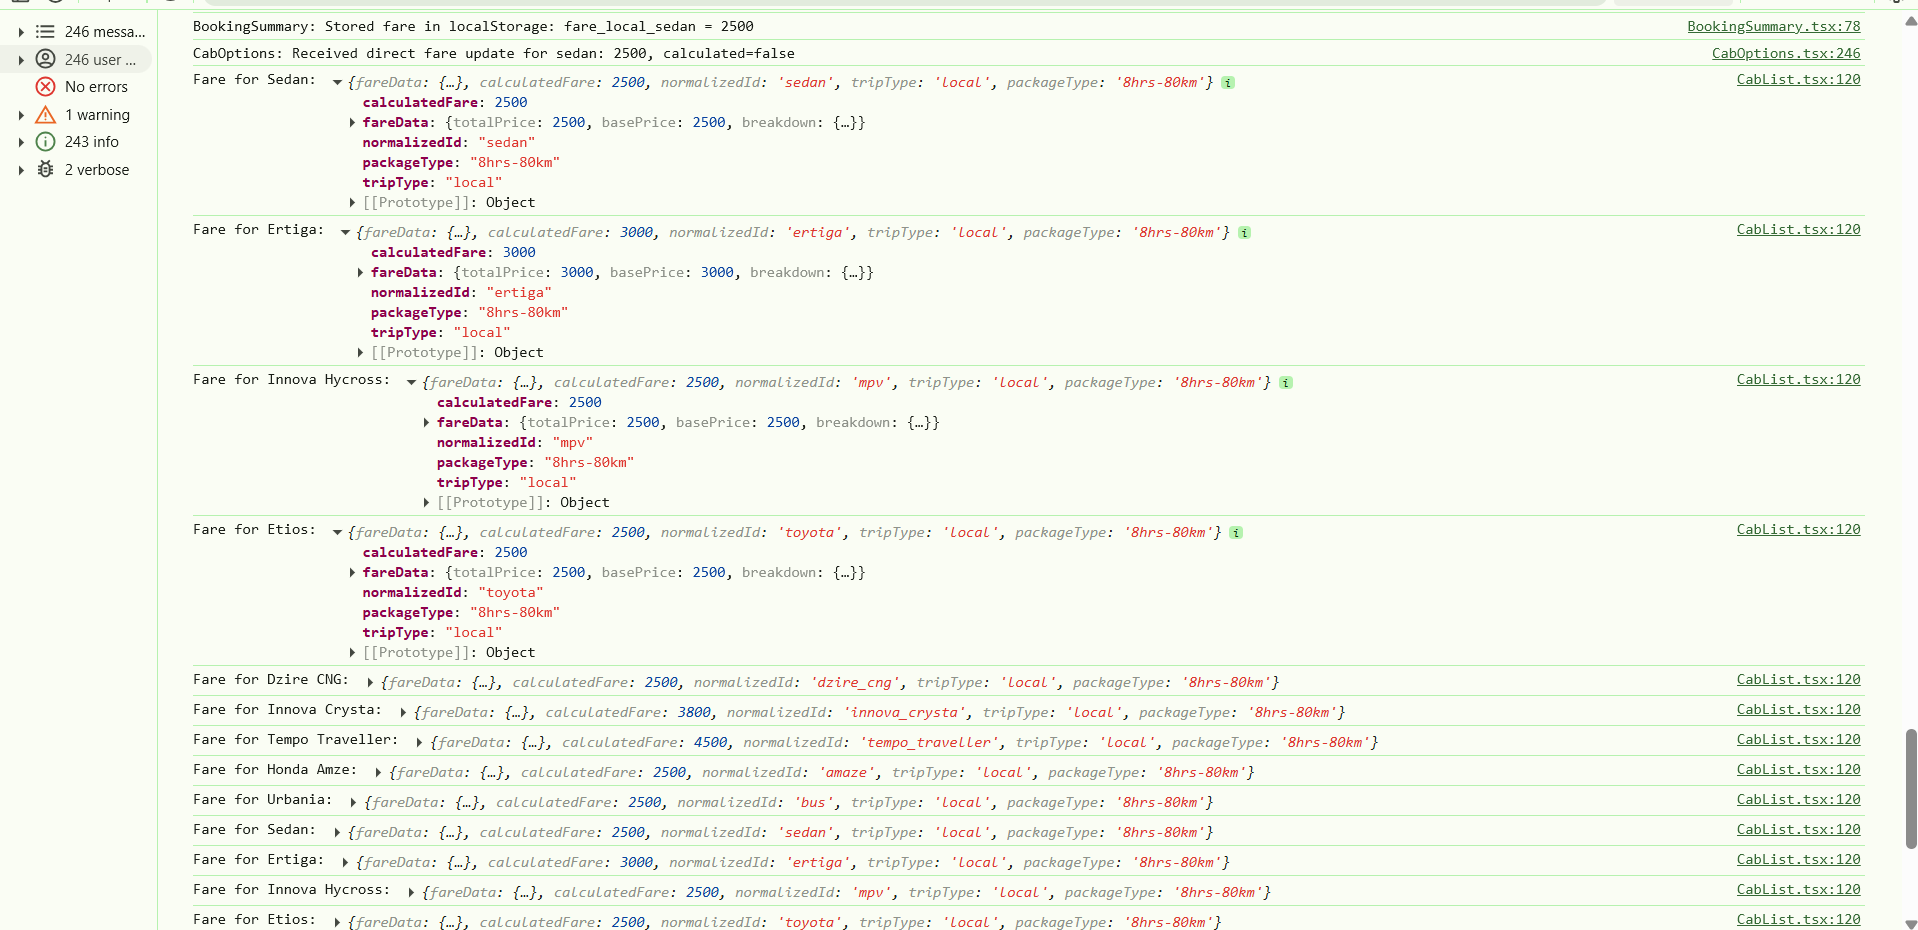 246 messa...
246 user ...
No errors
1 warning
243 info
2 verbose
BookingSummary: Stored fare in localStorage: fare_local_sedan = 2500 BookingSummary.tsx:78
CabOptions: Received direct fare update for sedan: 2500, calculated=false CabOptions.tsx:246
Fare for Sedan: {fareData: {…}, calculatedFare: 2500, normalizedId: 'sedan', tripType: 'local', packageType: '8hrs-80km'} i CabList.tsx:120
calculatedFare: 2500
fareData: {totalPrice: 2500, basePrice: 2500, breakdown: {…}}
normalizedId: "sedan"
packageType: "8hrs-80km"
tripType: "local"
[[Prototype]]: Object
Fare for Ertiga: {fareData: {…}, calculatedFare: 3000, normalizedId: 'ertiga', tripType: 'local', packageType: '8hrs-80km'} i CabList.tsx:120
calculatedFare: 3000
fareData: {totalPrice: 3000, basePrice: 3000, breakdown: {…}}
normalizedId: "ertiga"
packageType: "8hrs-80km"
tripType: "local"
[[Prototype]]: Object
Fare for Innova Hycross: {fareData: {…}, calculatedFare: 2500, normalizedId: 'mpv', tripType: 'local', packageType: '8hrs-80km'} i CabList.tsx:120
calculatedFare: 2500
fareData: {totalPrice: 2500, basePrice: 2500, breakdown: {…}}
normalizedId: "mpv"
packageType: "8hrs-80km"
tripType: "local"
[[Prototype]]: Object
Fare for Etios: {fareData: {…}, calculatedFare: 2500, normalizedId: 'toyota', tripType: 'local', packageType: '8hrs-80km'} i CabList.tsx:120
calculatedFare: 2500
fareData: {totalPrice: 2500, basePrice: 2500, breakdown: {…}}
normalizedId: "toyota"
packageType: "8hrs-80km"
tripType: "local"
[[Prototype]]: Object
Fare for Dzire CNG: {fareData: {…}, calculatedFare: 2500, normalizedId: 'dzire_cng', tripType: 'local', packageType: '8hrs-80km'} CabList.tsx:120
Fare for Innova Crysta: {fareData: {…}, calculatedFare: 3800, normalizedId: 'innova_crysta', tripType: 'local', packageType: '8hrs-80km'} CabList.tsx:120
Fare for Tempo Traveller: {fareData: {…}, calculatedFare: 4500, normalizedId: 'tempo_traveller', tripType: 'local', packageType: '8hrs-80km'} CabList.tsx:120
Fare for Honda Amze: {fareData: {…}, calculatedFare: 2500, normalizedId: 'amaze', tripType: 'local', packageType: '8hrs-80km'} CabList.tsx:120
Fare for Urbania: {fareData: {…}, calculatedFare: 2500, normalizedId: 'bus', tripType: 'local', packageType: '8hrs-80km'} CabList.tsx:120
Fare for Sedan: {fareData: {…}, calculatedFare: 2500, normalizedId: 'sedan', tripType: 'local', packageType: '8hrs-80km'} CabList.tsx:120
Fare for Ertiga: {fareData: {…}, calculatedFare: 3000, normalizedId: 'ertiga', tripType: 'local', packageType: '8hrs-80km'} CabList.tsx:120
Fare for Innova Hycross: {fareData: {…}, calculatedFare: 2500, normalizedId: 'mpv', tripType: 'local', packageType: '8hrs-80km'} CabList.tsx:120
Fare for Etios: {fareData: {…}, calculatedFare: 2500, normalizedId: 'toyota', tripType: 'local', packageType: '8hrs-80km'} CabList.tsx:120